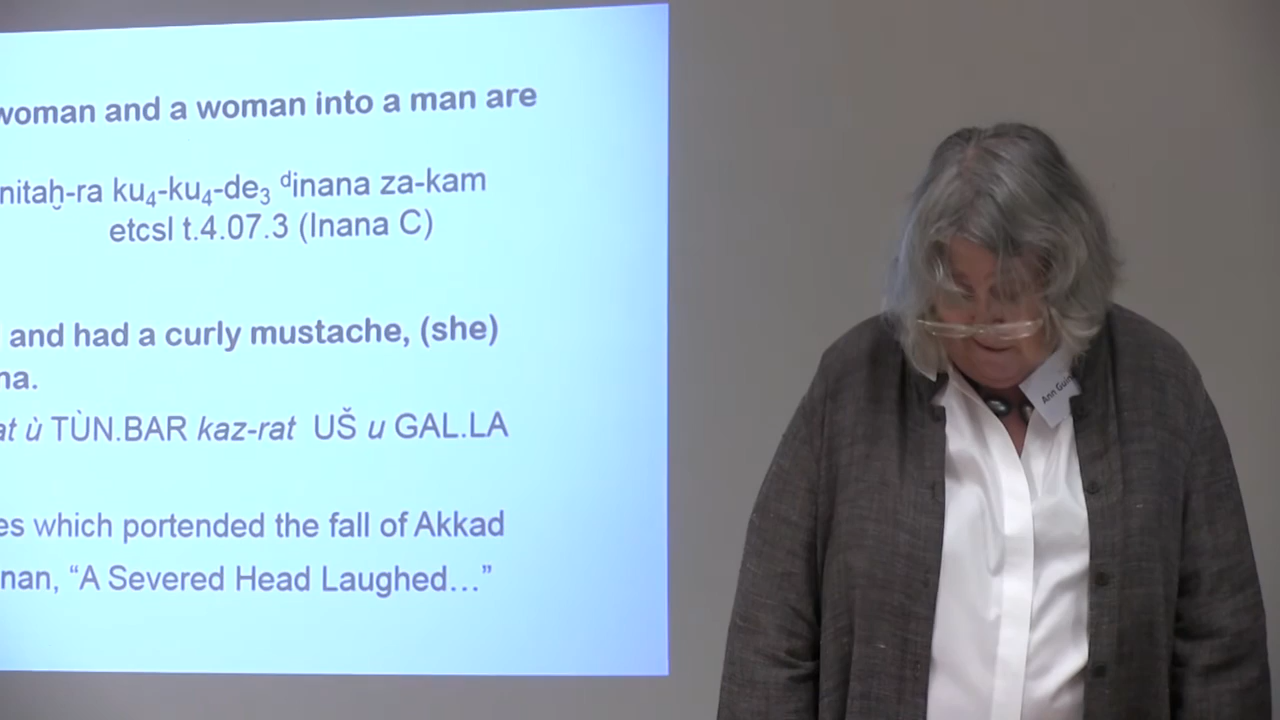 woman and a woman into a man are
nitaḫ-ra ku₄-ku₄-de₃ ᵈinana za-kam
etcsl t.4.07.3 (Inana C)
and had a curly mustache, (she)
na.
at ù TÙN.BAR kaz-rat UŠ u GAL.LA
es which portended the fall of Akkad
nan, “A Severed Head Laughed…”
Ann